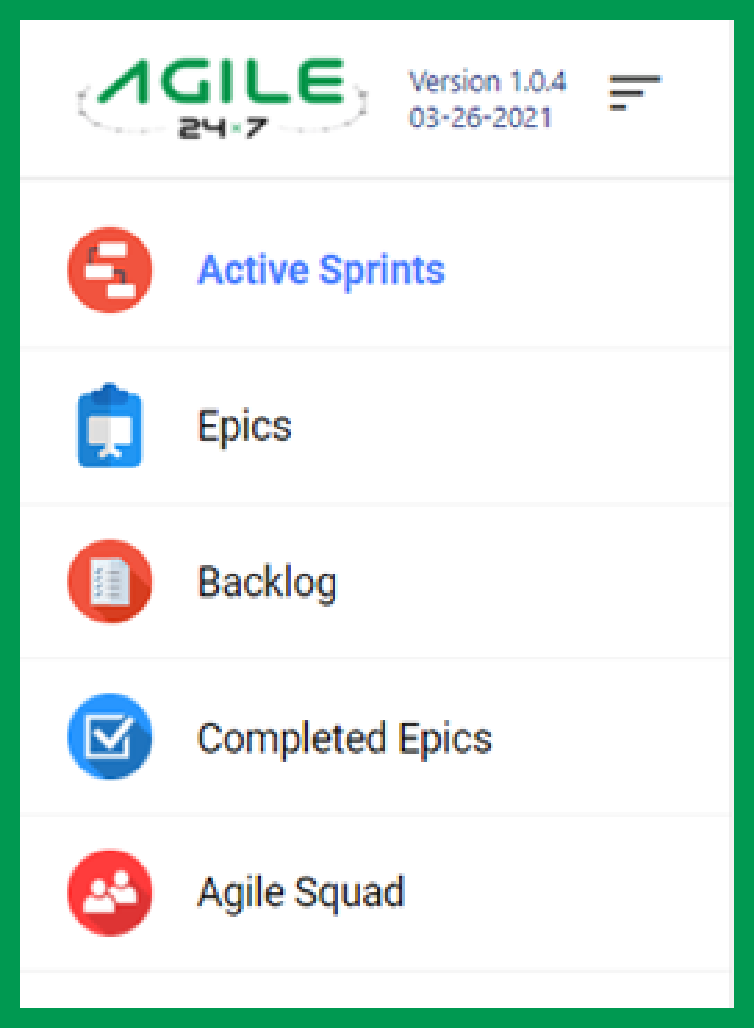 AGILE
24×7
Version 1.0.4
03-26-2021
Active Sprints
Epics
Backlog
Completed Epics
Agile Squad